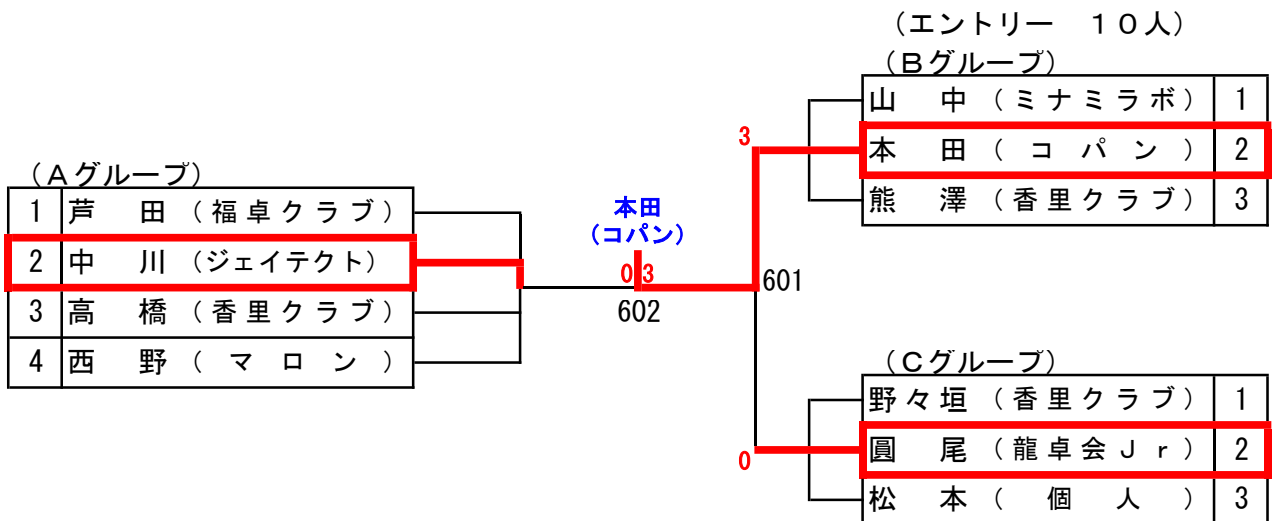 （エントリー　１０人）
（Ｂグループ）
山　中（ミナミラボ） 1
本　田（コパン） 2
熊　澤（香里クラブ） 3
3
（Ａグループ）
1 芦　田（福卓クラブ）
2 中　川（ジェイテクト）
3 高　橋（香里クラブ）
4 西　野（マロン）
本田
（コパン）
0 3
602
601
（Ｃグループ）
野々垣（香里クラブ） 1
圓　尾（龍卓会Ｊｒ） 2
松　本（個人） 3
0